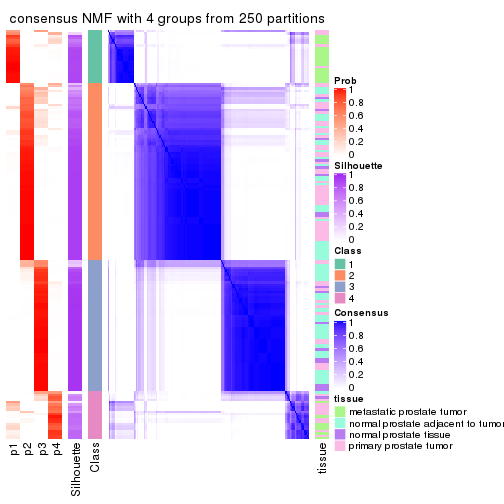 consensus NMF with 4 groups from 250 partitions
Prob
1
0.8
0.6
0.4
0.2
0
Silhouette
1
0.8
0.6
0.4
0.2
0
Class
1
2
3
4
Consensus
1
0.8
0.6
0.4
0.2
0
tissue
metastatic prostate tumor
normal prostate adjacent to tumor
normal prostate tissue
primary prostate tumor
p1
p2
p3
p4
Silhouette
Class
tissue